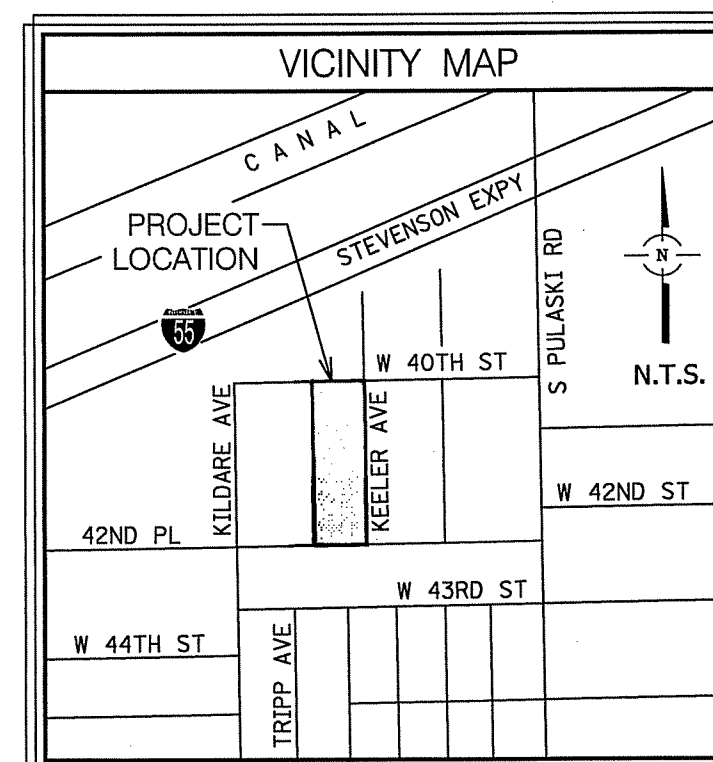 VICINITY MAP
CANAL
PROJECT
LOCATION
STEVENSON EXPY
55
S PULASKI RD
N
N.T.S.
W 40TH ST
KILDARE AVE
KEELER AVE
W 42ND ST
42ND PL
W 43RD ST
W 44TH ST
TRIPP AVE